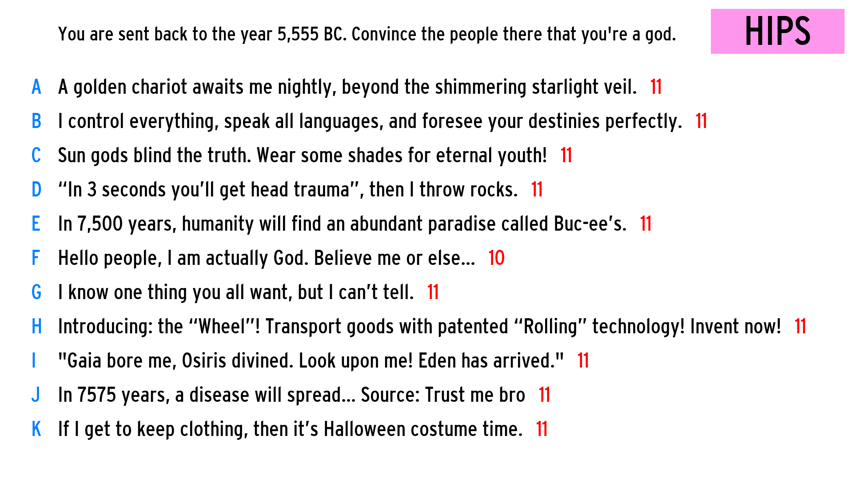 You are sent back to the year 5,555 BC. Convince the people there that you're a god.
HIPS
A A golden chariot awaits me nightly, beyond the shimmering starlight veil. 11
B I control everything, speak all languages, and foresee your destinies perfectly. 11
C Sun gods blind the truth. Wear some shades for eternal youth! 11
D “In 3 seconds you’ll get head trauma”, then I throw rocks. 11
E In 7,500 years, humanity will find an abundant paradise called Buc-ee’s. 11
F Hello people, I am actually God. Believe me or else... 10
G I know one thing you all want, but I can’t tell. 11
H Introducing: the “Wheel”! Transport goods with patented “Rolling” technology! Invent now! 11
I "Gaia bore me, Osiris divined. Look upon me! Eden has arrived." 11
J In 7575 years, a disease will spread... Source: Trust me bro 11
K If I get to keep clothing, then it’s Halloween costume time. 11